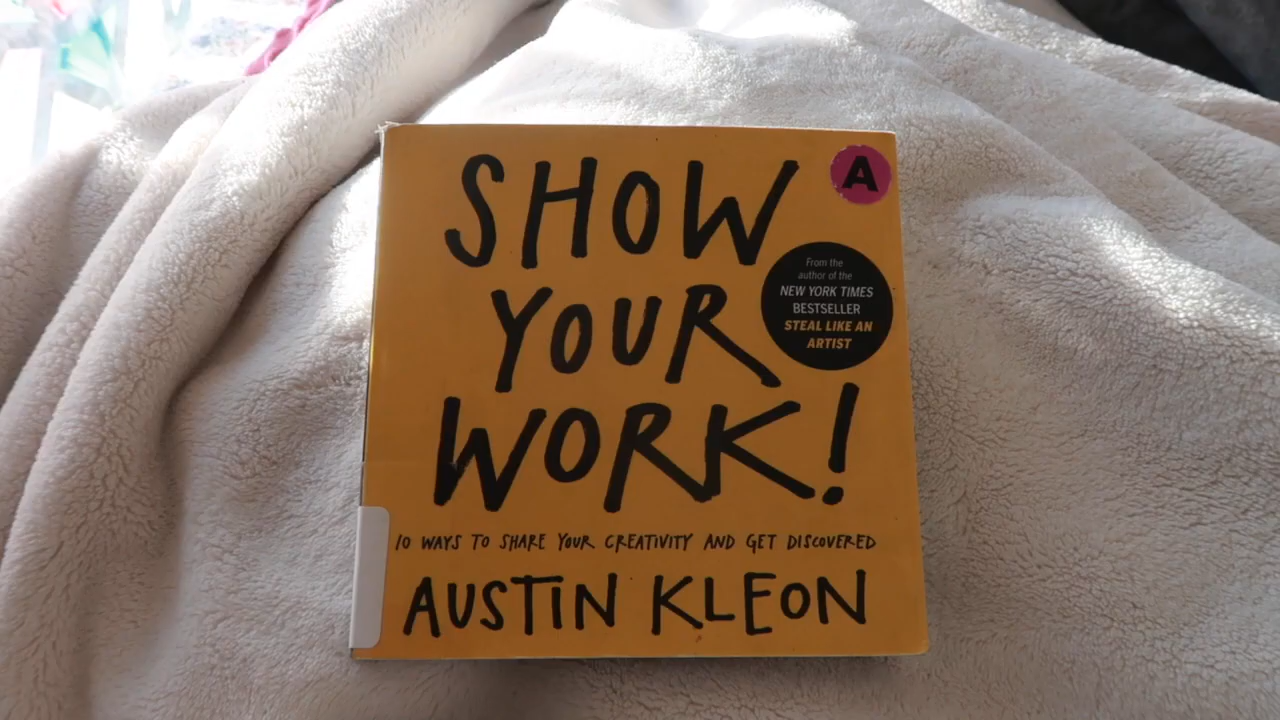 SHOW
A
YOUR
From the
author of the
NEW YORK TIMES
BESTSELLER
STEAL LIKE AN
ARTIST
WORK!
10 WAYS TO SHARE YOUR CREATIVITY AND GET DISCOVERED
AUSTIN KLEON